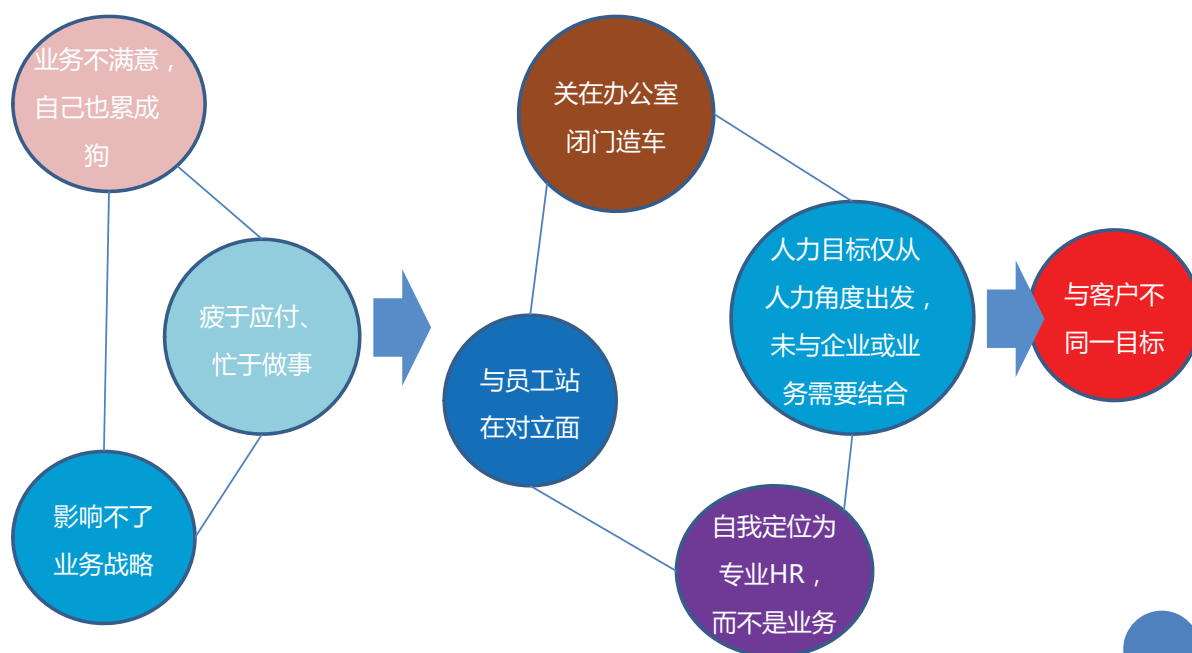 业务不满意，
自己也累成
狗
疲于应付、
忙于做事
影响不了
业务战略
关在办公室
闭门造车
与员工站
在对立面
人力目标仅从
人力角度出发，
未与企业或业
务需要结合
自我定位为
专业HR，
而不是业务
与客户不
同一目标